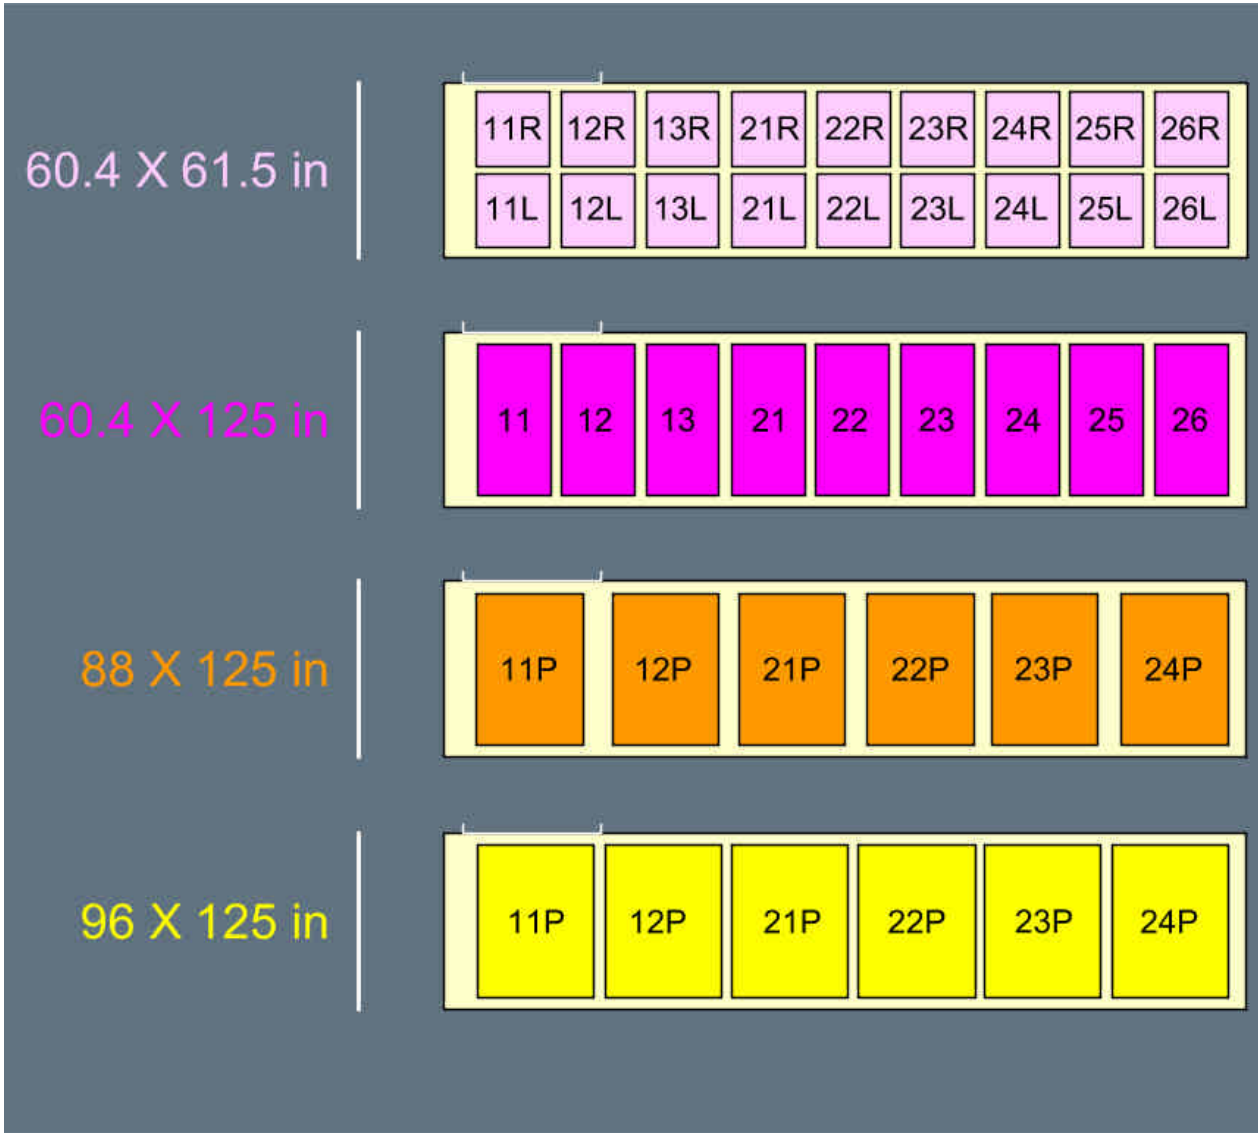 60.4 X 61.5 in
11R 12R 13R 21R 22R 23R 24R 25R 26R
11L 12L 13L 21L 22L 23L 24L 25L 26L
60.4 X 125 in
11 12 13 21 22 23 24 25 26
88 X 125 in
11P 12P 21P 22P 23P 24P
96 X 125 in
11P 12P 21P 22P 23P 24P